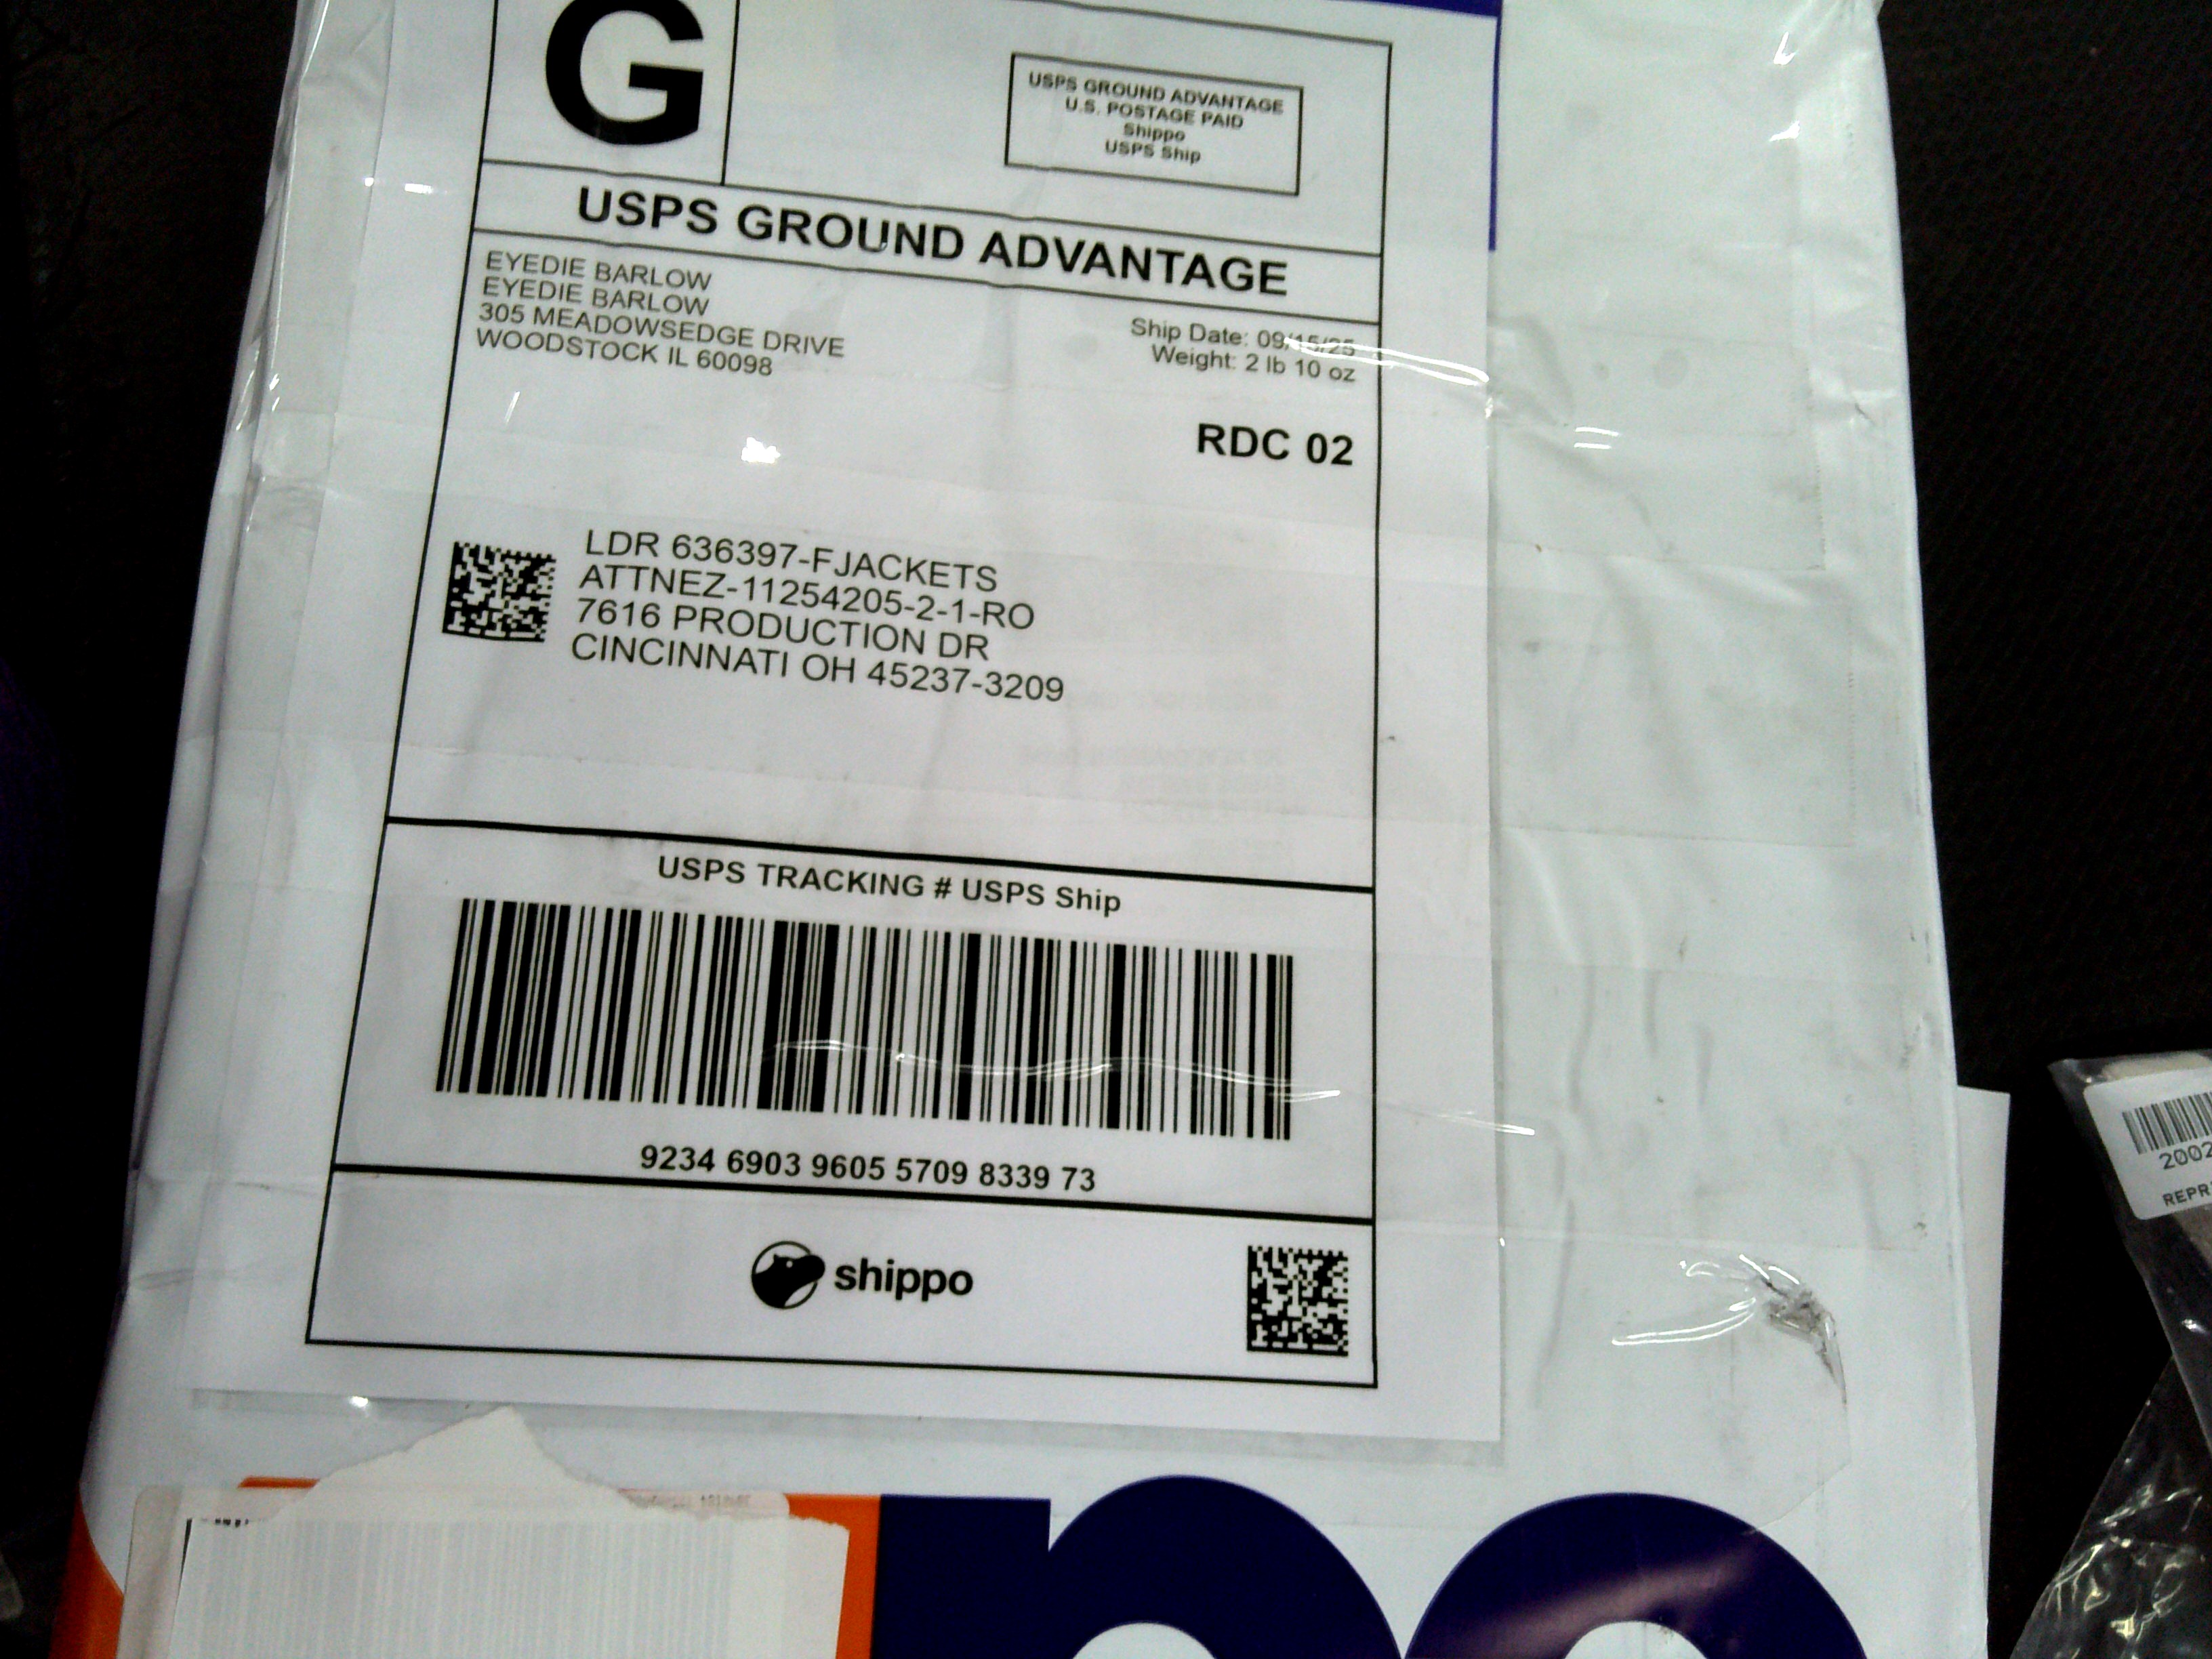 G
USPS GROUND ADVANTAGE
U.S. POSTAGE PAID
Shippo
USPS Ship
USPS GROUND ADVANTAGE
EYEDIE BARLOW
EYEDIE BARLOW
305 MEADOWSEDGE DRIVE
WOODSTOCK IL 60098
Ship Date: 09/15/25
Weight: 2 lb 10 oz
RDC 02
LDR 636397-FJACKETS
ATTNEZ-11254205-2-1-RO
7616 PRODUCTION DR
CINCINNATI OH 45237-3209
USPS TRACKING # USPS Ship
9234 6903 9605 5709 8339 73
shippo
2002
REPR